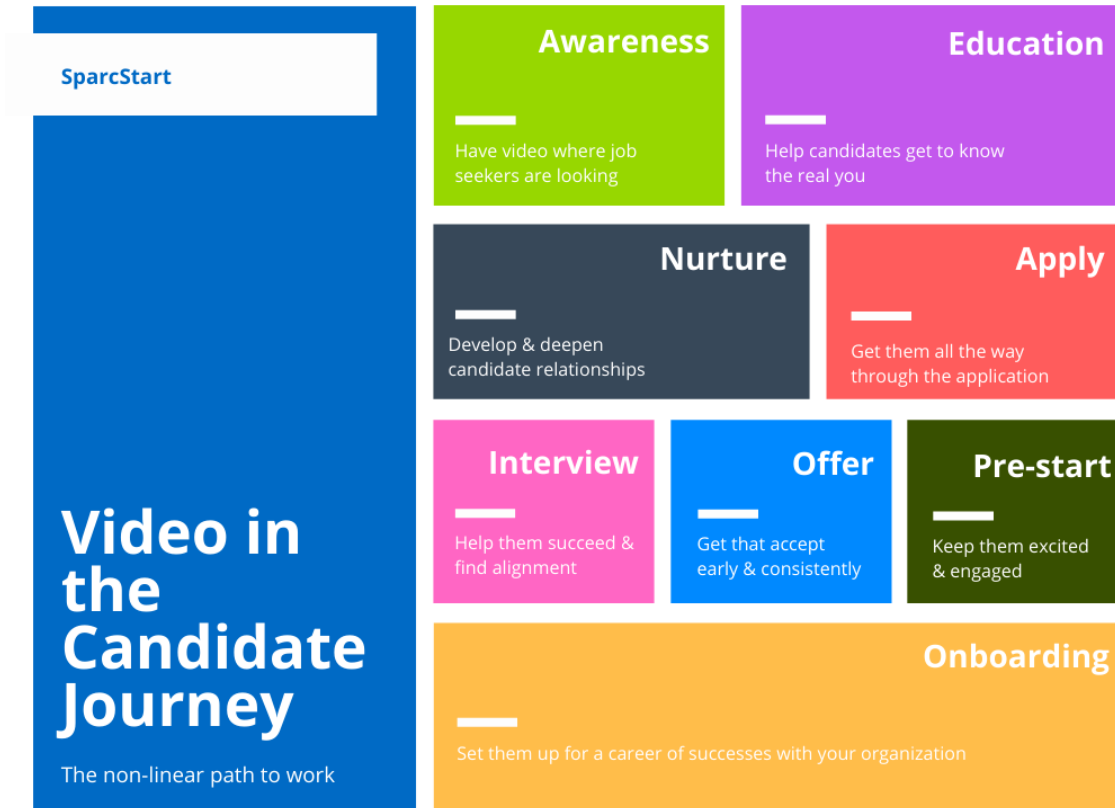 SparcStart
Video in
the
Candidate
Journey
The non-linear path to work
Awareness
Have video where job
seekers are looking
Education
Help candidates get to know
the real you
Nurture
Develop & deepen
candidate relationships
Apply
Get them all the way
through the application
Interview
Help them succeed &
find alignment
Offer
Get that accept
early & consistently
Pre-start
Keep them excited
& engaged
Onboarding
Set them up for a career of successes with your organization